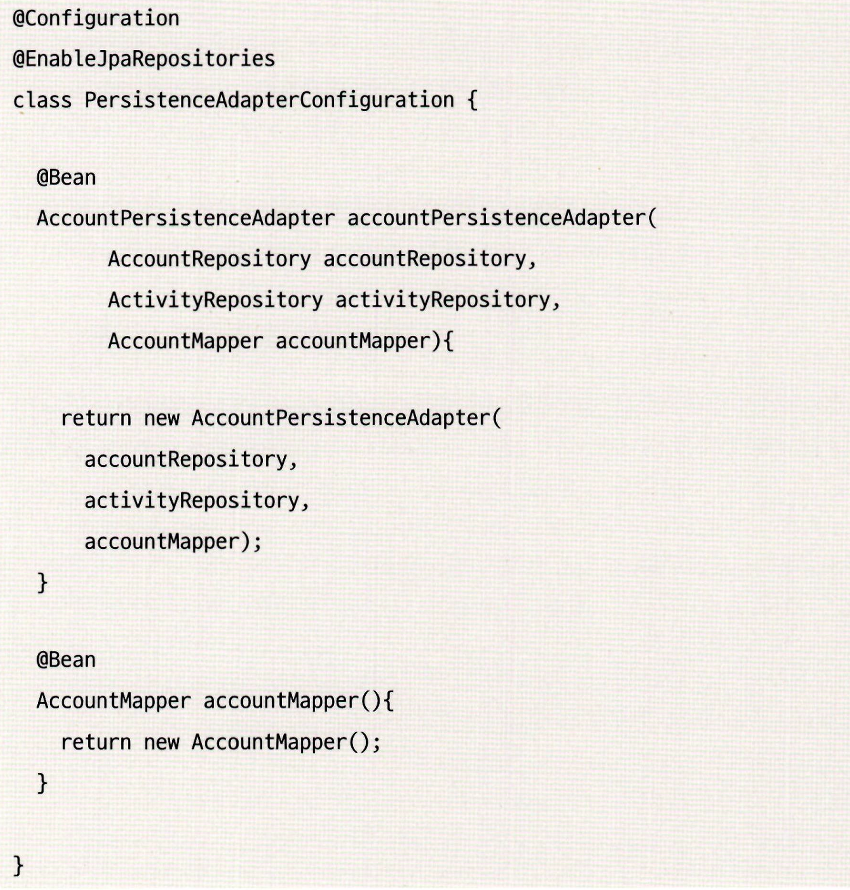 @Configuration
@EnableJpaRepositories
class PersistenceAdapterConfiguration {

  @Bean
  AccountPersistenceAdapter accountPersistenceAdapter(
        AccountRepository accountRepository,
        ActivityRepository activityRepository,
        AccountMapper accountMapper){

    return new AccountPersistenceAdapter(
      accountRepository,
      activityRepository,
      accountMapper);
  }

  @Bean
  AccountMapper accountMapper(){
    return new AccountMapper();
  }

}